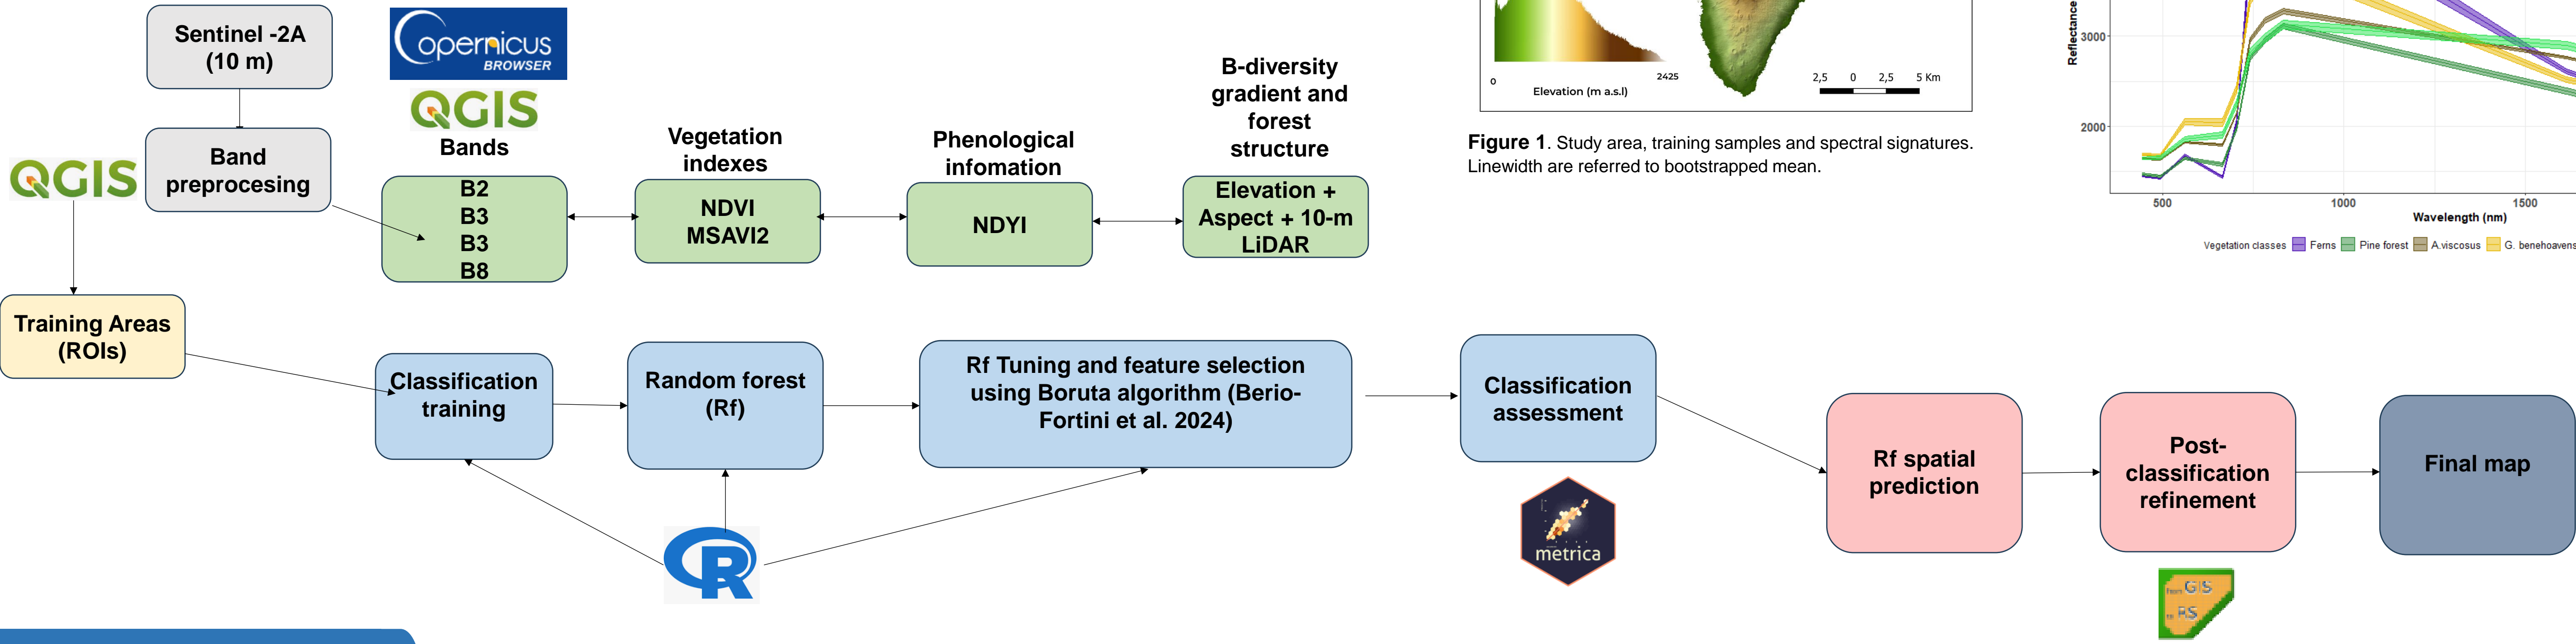 Sentinel -2A
(10 m)
Copernicus
BROWSER
QGIS
Bands
QGIS
Band
preprocesing
B2
B3
B3
B8
Vegetation
indexes
NDVI
MSAVI2
Phenological
infomation
NDYI
B-diversity
gradient and
forest
structure
Elevation +
Aspect + 10-m
LiDAR
0
2425
Elevation (m a.s.l)
2,5 0 2,5 5 Km
Figure 1. Study area, training samples and spectral signatures.
Linewidth are referred to bootstrapped mean.
Reflectance
3000
2000
500 1000 1500
Wavelength (nm)
Vegetation classes Ferns Pine forest A.viscosus G. benehoavens
Training Areas
(ROIs)
Classification
training
Random forest
(Rf)
Rf Tuning and feature selection
using Boruta algorithm (Berio-
Fortini et al. 2024)
Classification
assessment
Rf spatial
prediction
Post-
classification
refinement
Final map
R
metrica
from GIS
to RS